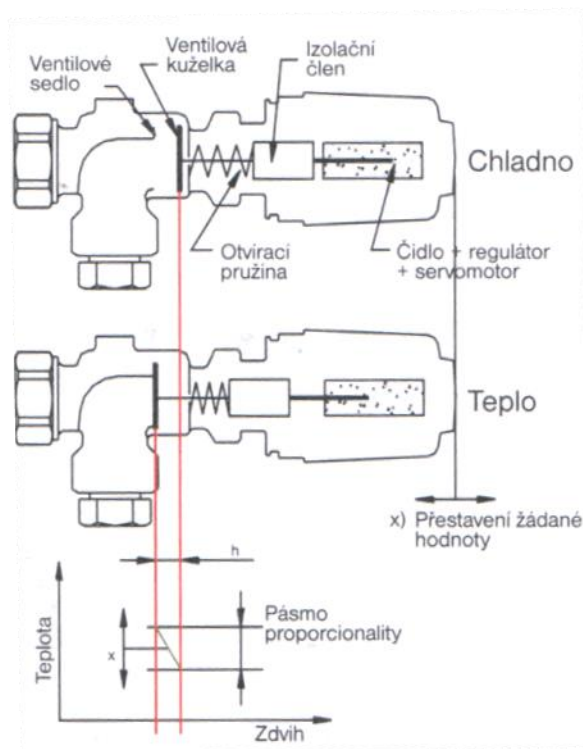 Ventilové
sedlo
Ventilová
kuželka
Izolační
člen
Chladno
Otvírací
pružina
Čidlo + regulátor
+ servomotor
Teplo
x) Přestavení žádané
hodnoty
h
Pásmo
proporcionality
x
Teplota
Zdvih